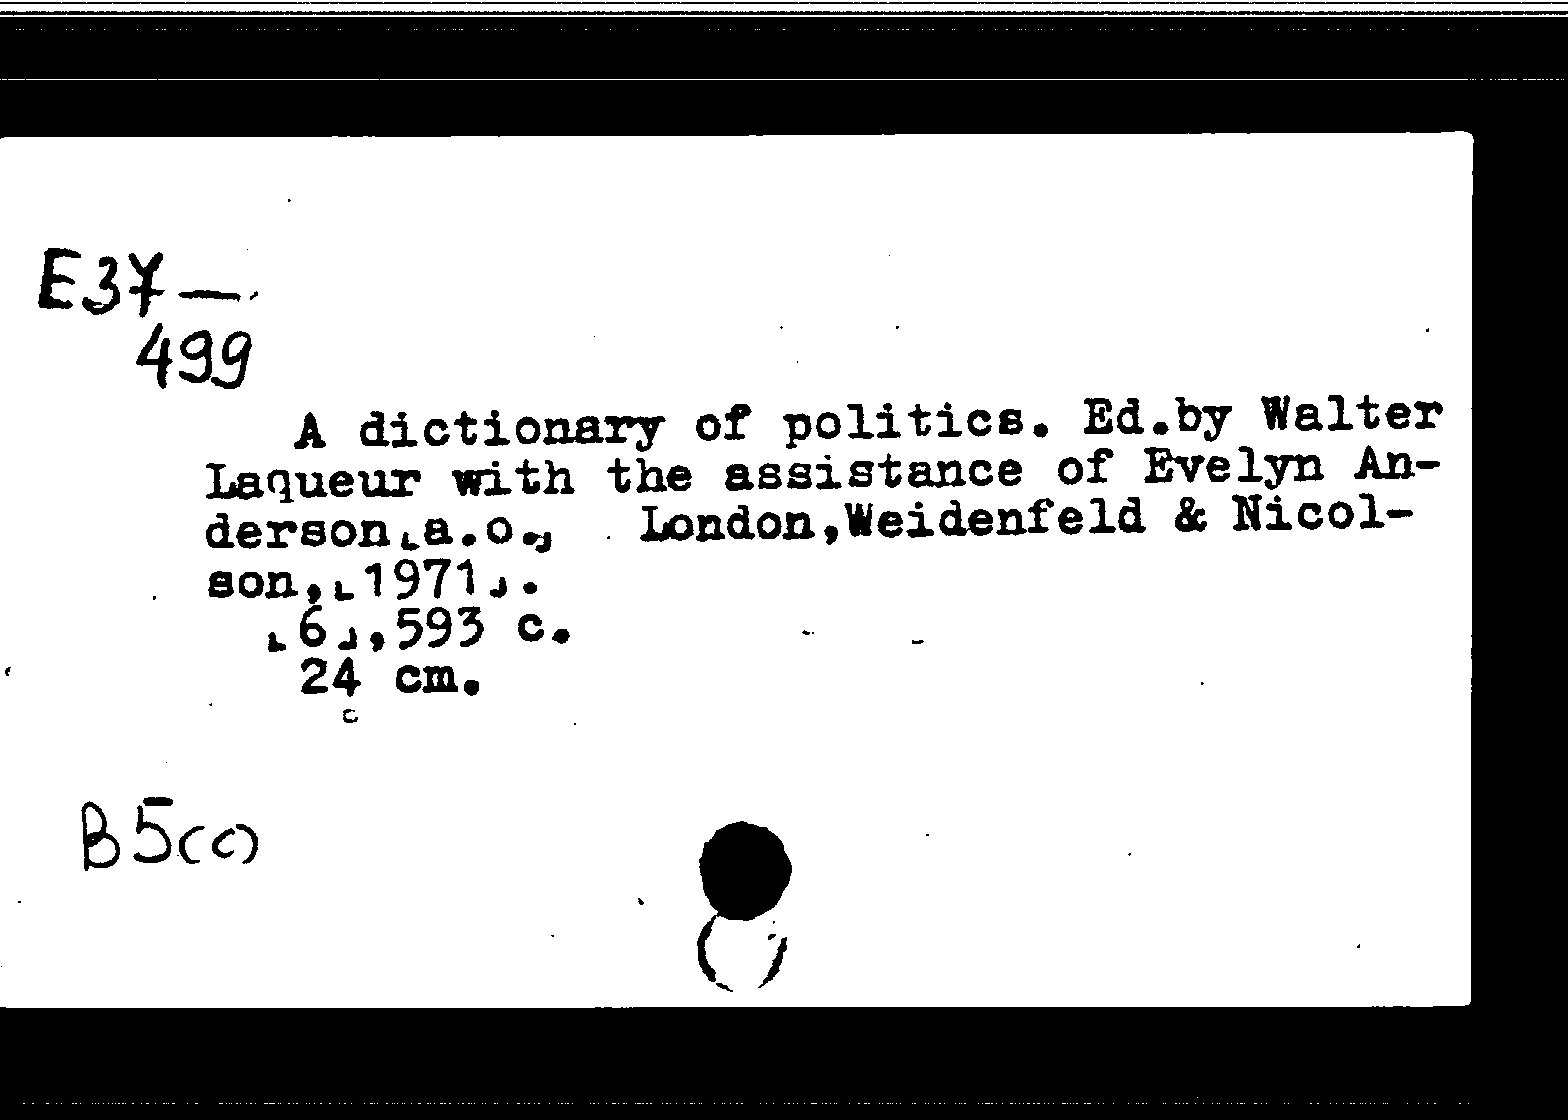 E37—
499
A dictionary of politics. Ed.by Walter
Laqueur with the assistance of Evelyn An-
derson[a.o.] London,Weidenfeld & Nicol-
son,[1971].
[6],593 c.
24 cm.
c
B5(c)